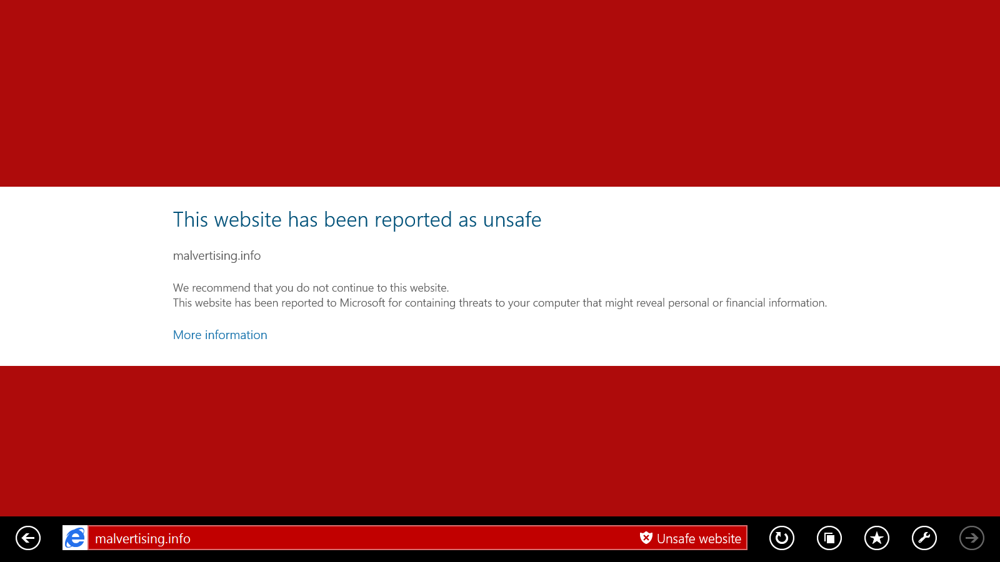 This website has been reported as unsafe
malvertising.info
We recommend that you do not continue to this website.
This website has been reported to Microsoft for containing threats to your computer that might reveal personal or financial information.
More information
malvertising.info
Unsafe website